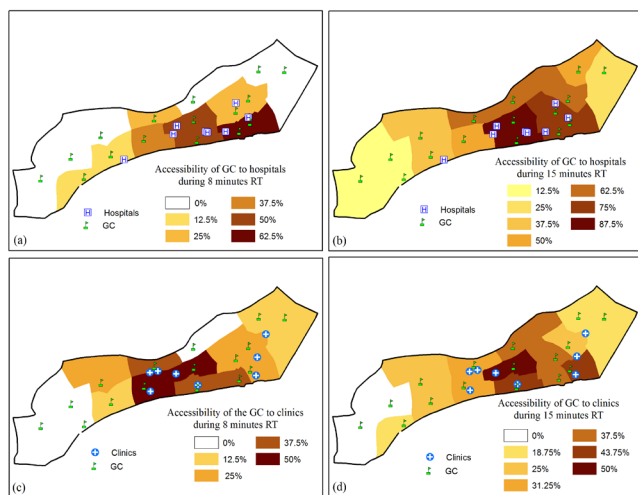 Accessibility of GC to hospitals
during 8 minutes RT
0%
37.5%
12.5%
50%
25%
62.5%
H Hospitals
GC
(a)
Accessibility of GC to hospitals
during 15 minutes RT
12.5%
62.5%
25%
75%
37.5%
87.5%
50%
H Hospitals
GC
(b)
Accessibility of the GC to clinics
during 8 minutes RT
0%
37.5%
12.5%
50%
25%
Clinics
GC
(c)
Accessibility of GC to clinics
during 15 minutes RT
0%
37.5%
18.75%
43.75%
25%
50%
31.25%
Clinics
GC
(d)